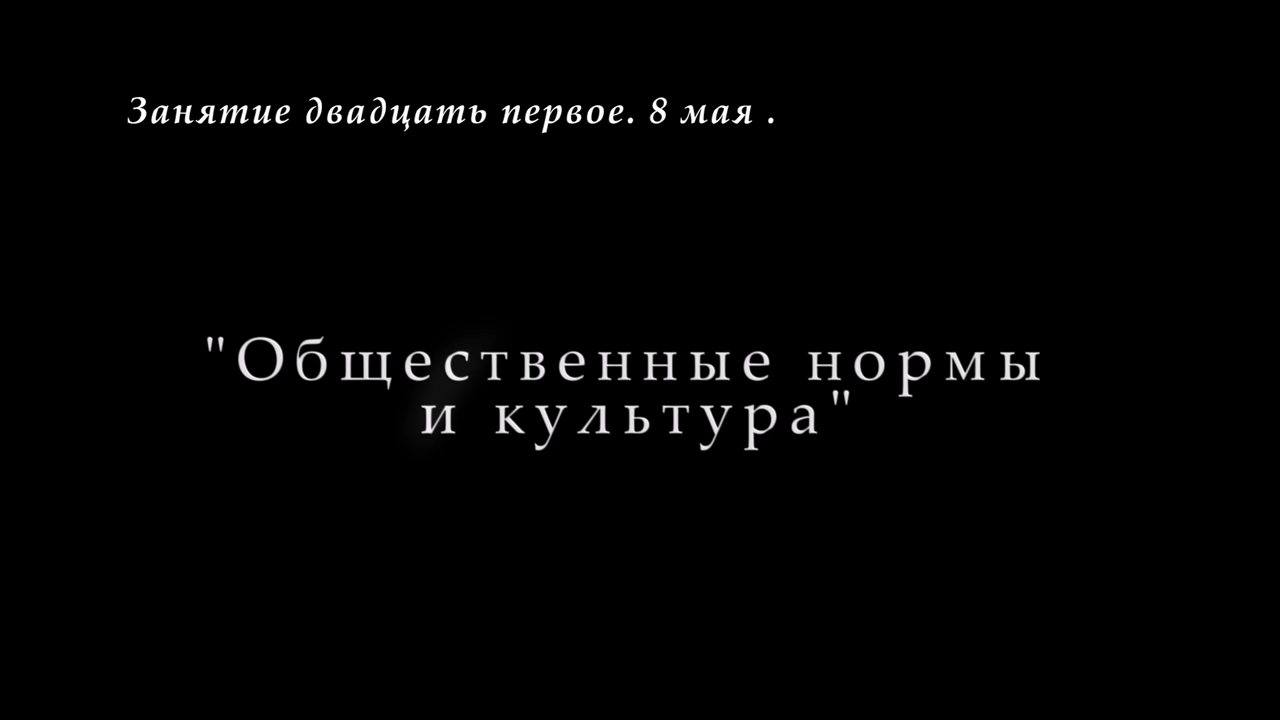 Занятие двадцать первое. 8 мая .
"Общественные нормы
и культура"